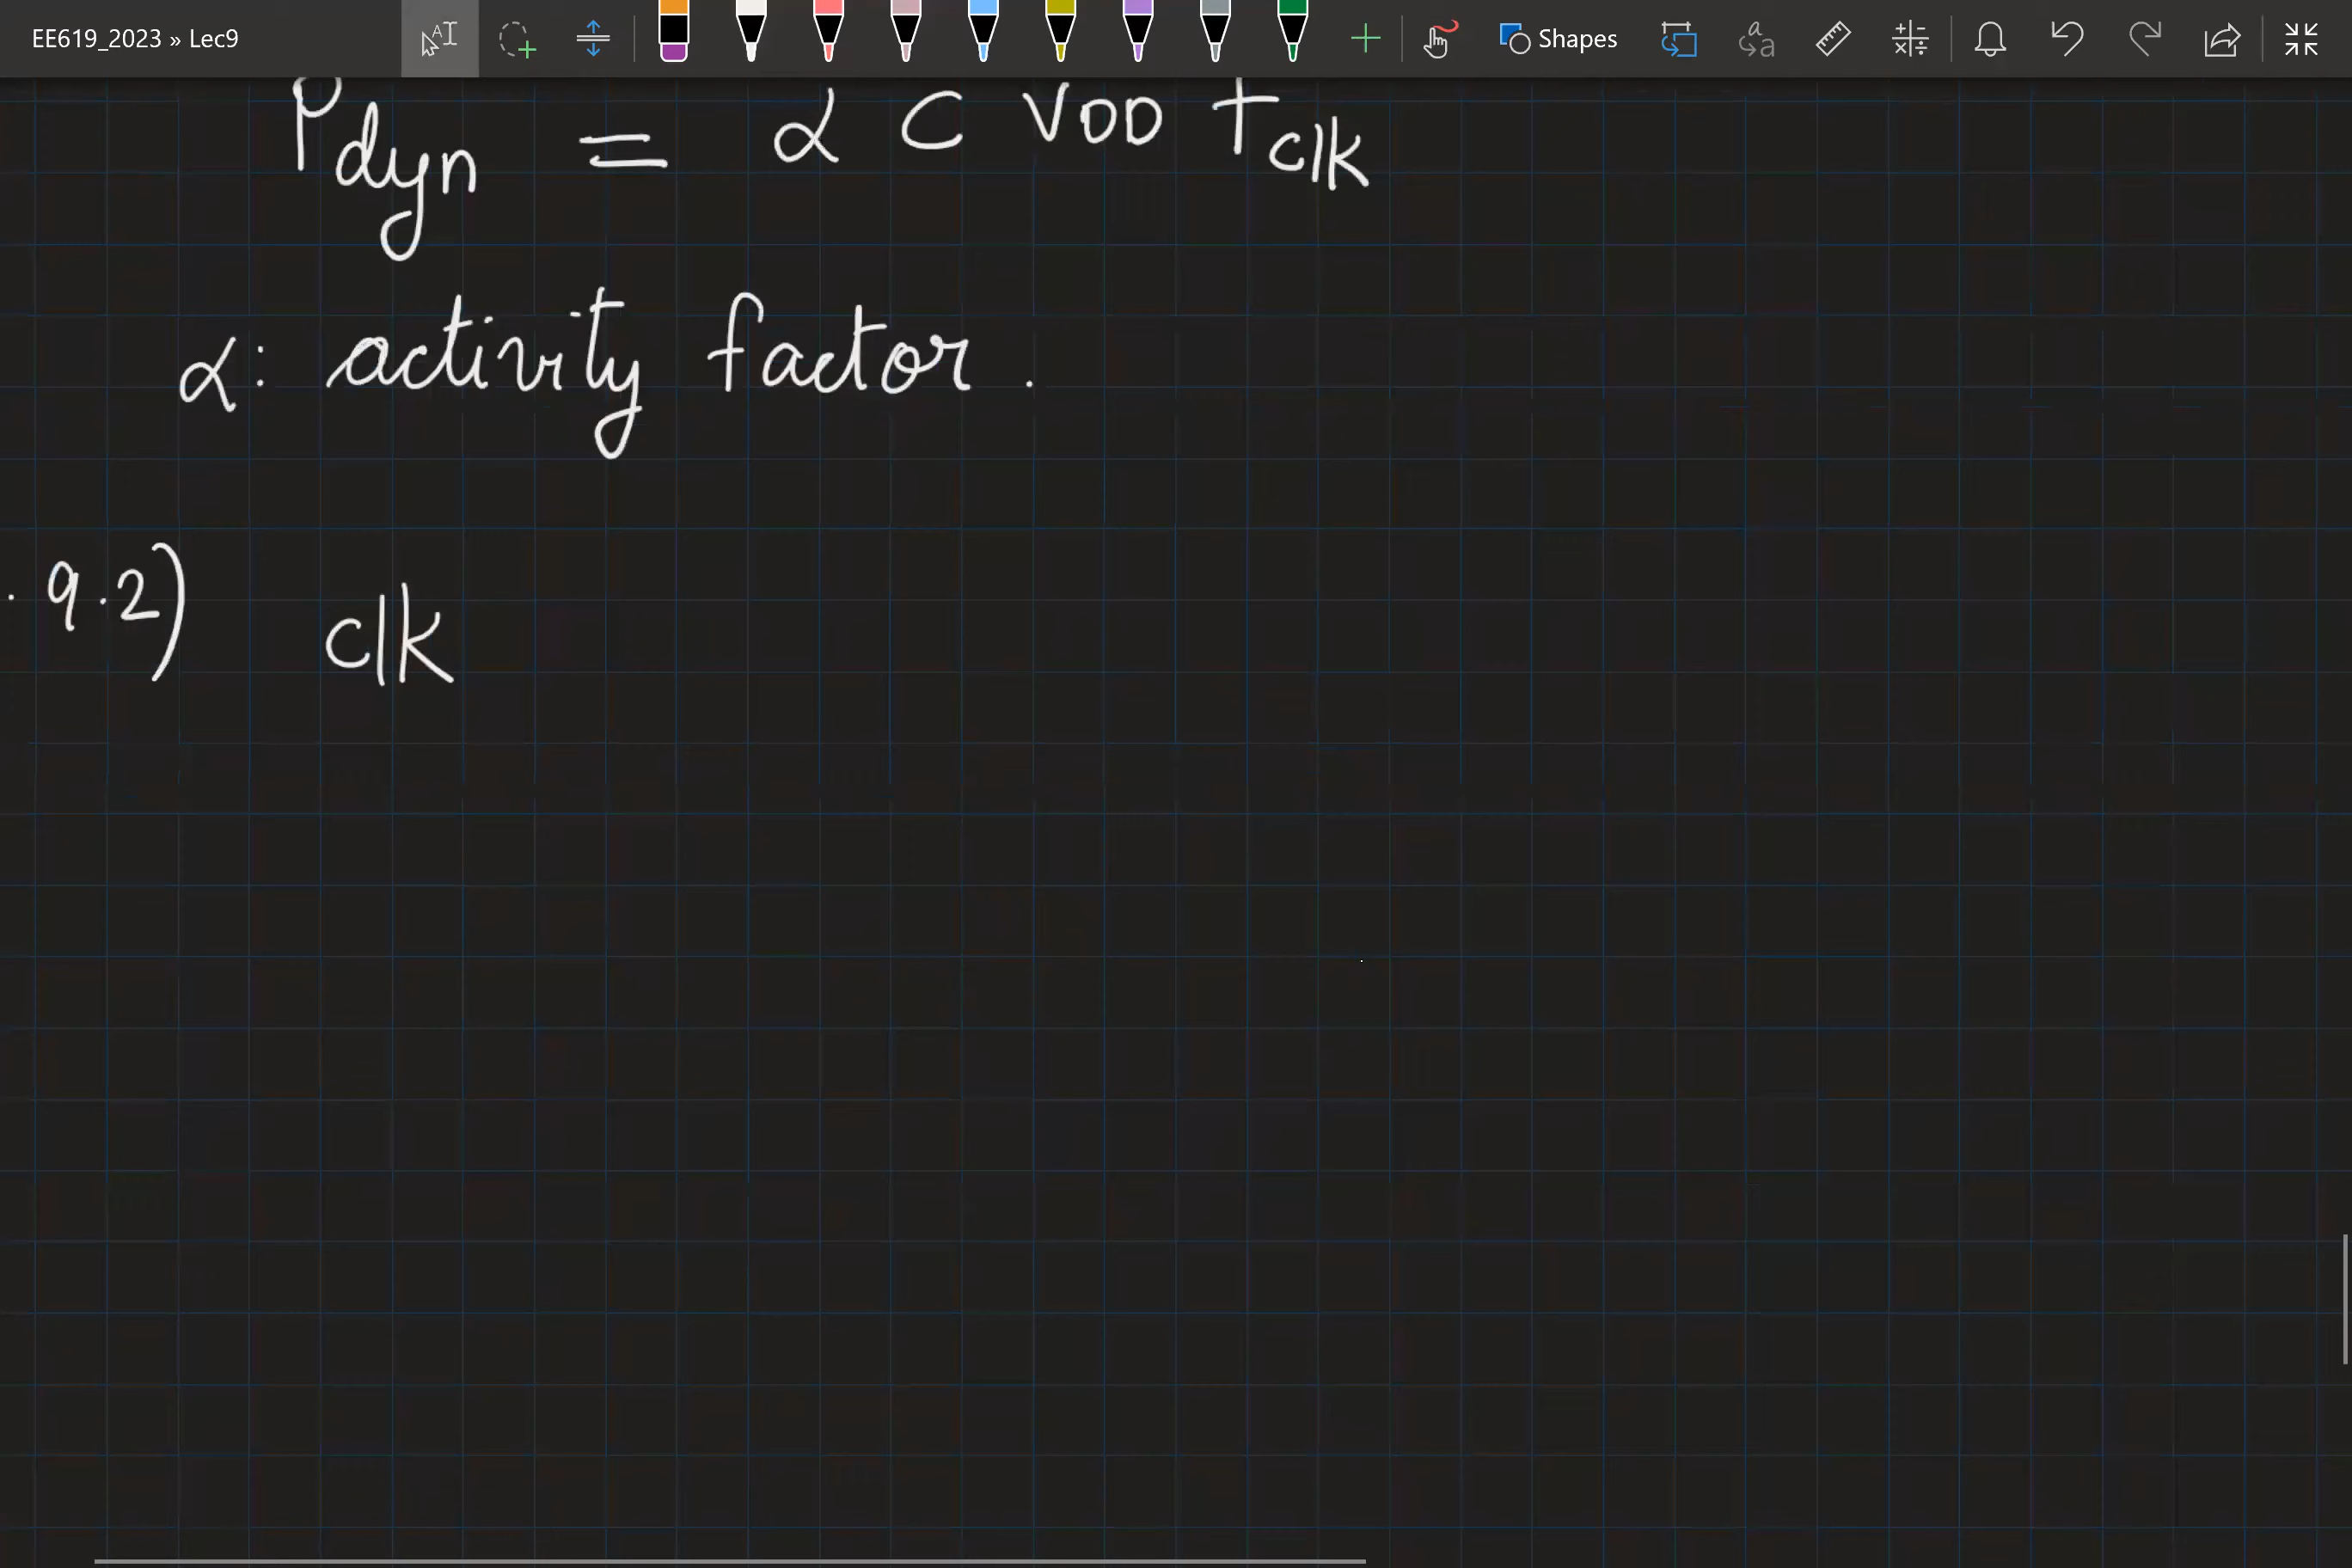 EE619_2023 » Lec9
Shapes
Pdyn = α C VDD fclk
α: activity factor.
. 9.2) clk